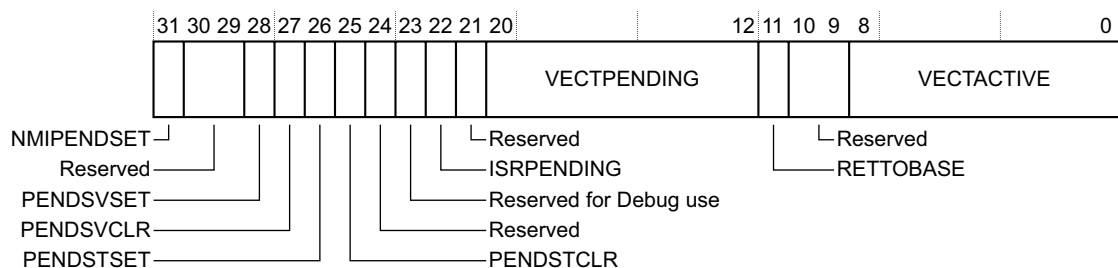 31 30 29 28 27 26 25 24 23 22 21 20 12 11 10 9 8 0
VECTPENDING VECTACTIVE
NMIPENDSET Reserved Reserved
Reserved ISRPENDING RETTOBASE
PENDSVSET Reserved for Debug use
PENDSVCLR Reserved
PENDSTSET PENDSTCLR